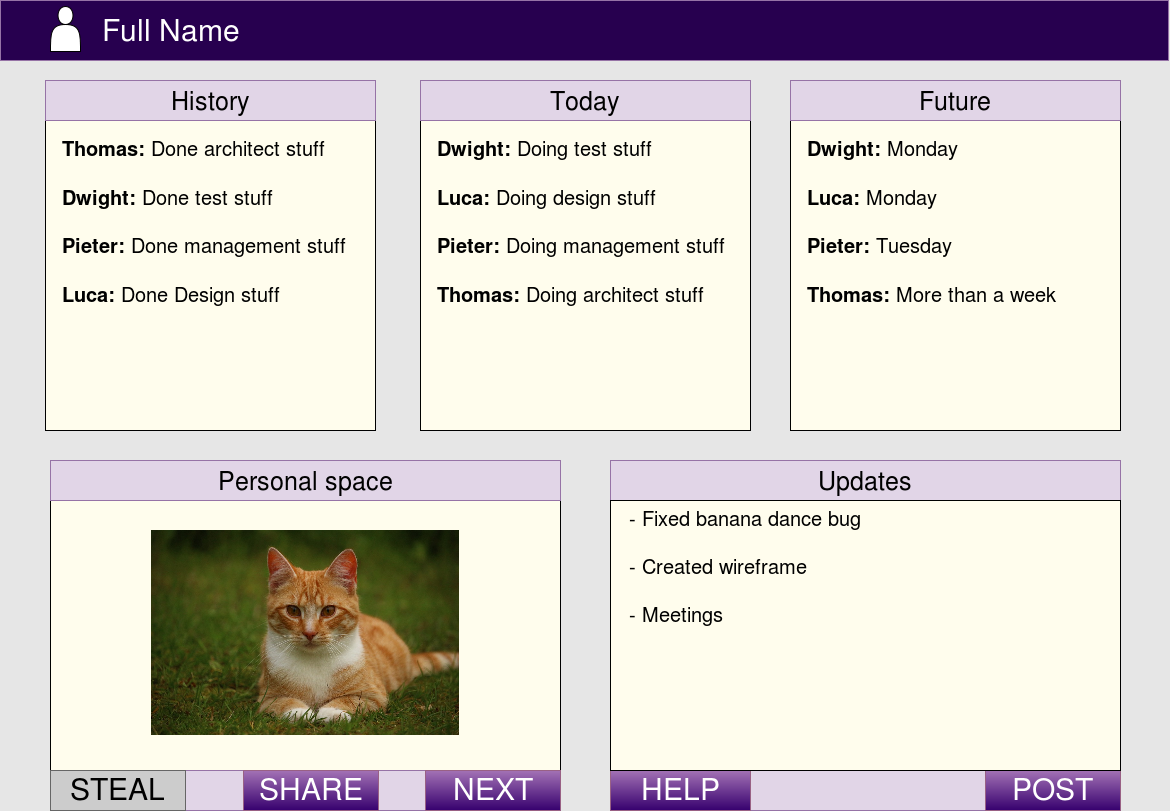 Full Name
History
Thomas: Done architect stuff
Dwight: Done test stuff
Pieter: Done management stuff
Luca: Done Design stuff
Today
Dwight: Doing test stuff
Luca: Doing design stuff
Pieter: Doing management stuff
Thomas: Doing architect stuff
Future
Dwight: Monday
Luca: Monday
Pieter: Tuesday
Thomas: More than a week
Personal space
STEAL
SHARE
NEXT
Updates
- Fixed banana dance bug
- Created wireframe
- Meetings
HELP
POST